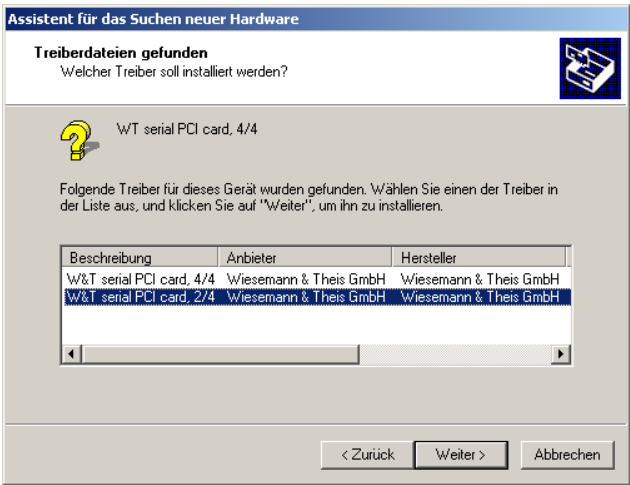 Assistent für das Suchen neuer Hardware
Treiberdateien gefunden
Welcher Treiber soll installiert werden?
WT serial PCI card, 4/4
Folgende Treiber für dieses Gerät wurden gefunden. Wählen Sie einen der Treiber in
der Liste aus, und klicken Sie auf "Weiter", um ihn zu installieren.
Beschreibung Anbieter Hersteller
W&T serial PCI card, 4/4 Wiesemann & Theis GmbH Wiesemann & Theis GmbH
W&T serial PCI card, 2/4 Wiesemann & Theis GmbH Wiesemann & Theis GmbH
< Zurück Weiter > Abbrechen